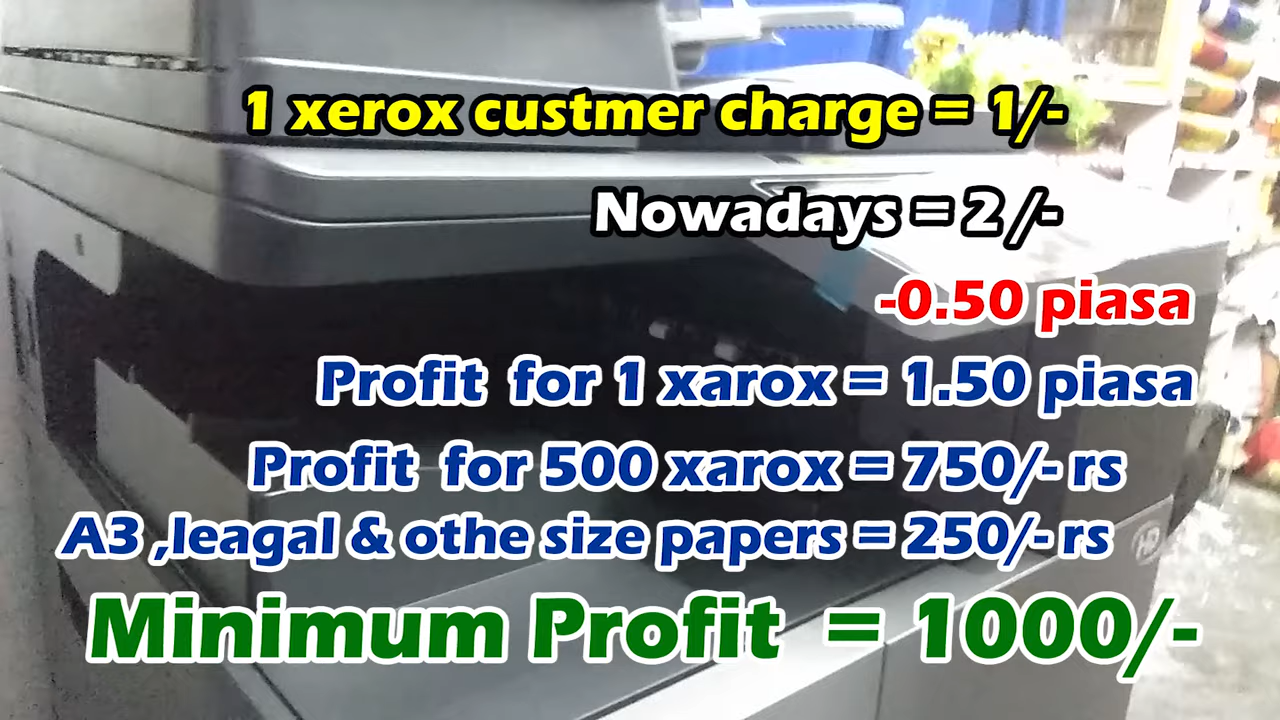 1 xerox custmer charge = 1/-
Nowadays = 2 /-
-0.50 piasa
Profit for 1 xarox = 1.50 piasa
Profit for 500 xarox = 750/- rs
A3 ,leagal & othe size papers = 250/- rs
hp
Minimum Profit = 1000/-